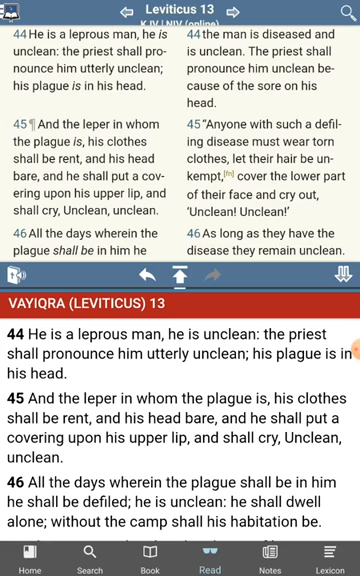 Leviticus 13
KJV | NIV (online)
44 He is a leprous man, he is
unclean: the priest shall pro-
nounce him utterly unclean;
his plague is in his head.
45 ¶ And the leper in whom
the plague is, his clothes
shall be rent, and his head
bare, and he shall put a cov-
ering upon his upper lip, and
shall cry, Unclean, unclean.
46 All the days wherein the
plague shall be in him he
44 the man is diseased and
is unclean. The priest shall
pronounce him unclean be-
cause of the sore on his
head.
45 “Anyone with such a defil-
ing disease must wear torn
clothes, let their hair be un-
kempt,[fn] cover the lower part
of their face and cry out,
‘Unclean! Unclean!’
46 As long as they have the
disease they remain unclean.
VAYIQRA (LEVITICUS) 13
44 He is a leprous man, he is unclean: the priest
shall pronounce him utterly unclean; his plague is in
his head.
45 And the leper in whom the plague is, his clothes
shall be rent, and his head bare, and he shall put a
covering upon his upper lip, and shall cry, Unclean,
unclean.
46 All the days wherein the plague shall be in him
he shall be defiled; he is unclean: he shall dwell
alone; without the camp shall his habitation be.
Home
Search
Book
Read
Notes
Lexicon